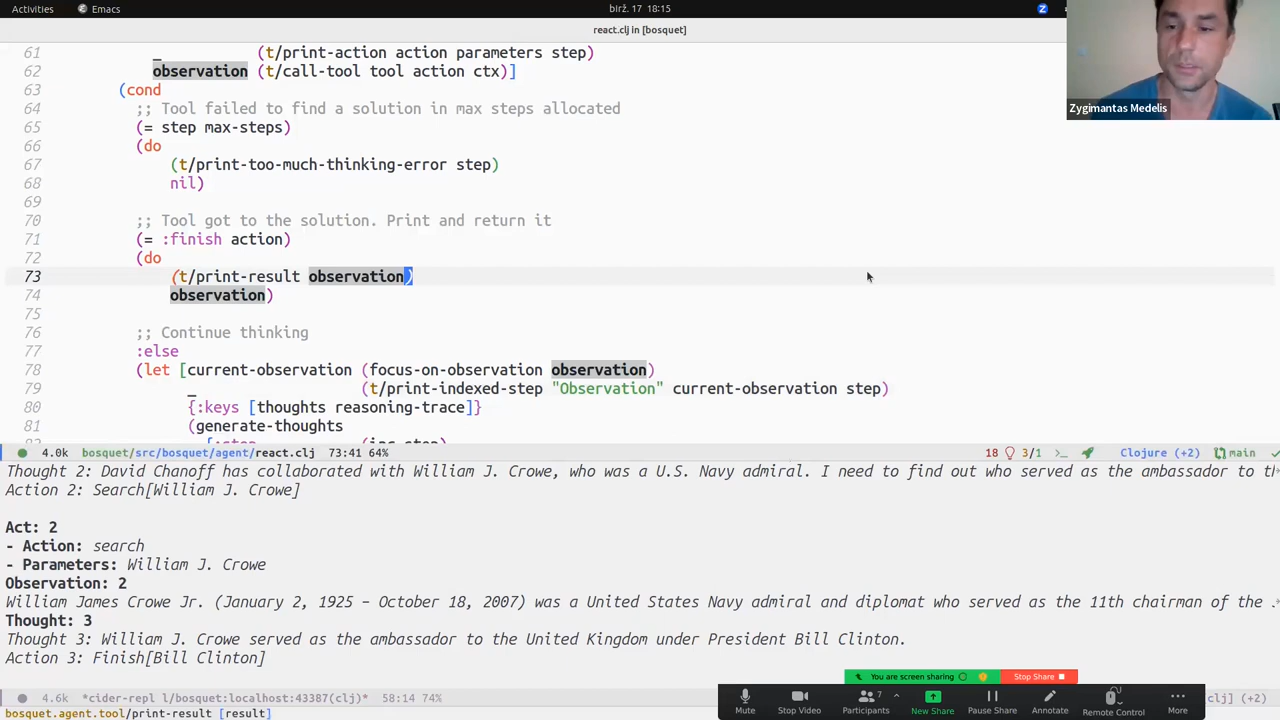 Activities
Emacs
birž. 17 18:15
react.clj in [bosquet]
Zygimantas Medelis
61 _ (t/print-action action parameters step)
62 observation (t/call-tool tool action ctx)]
63 (cond
64 ;; Tool failed to find a solution in max steps allocated
65 (= step max-steps)
66 (do
67 (t/print-too-much-thinking-error step)
68 nil)
69
70 ;; Tool got to the solution. Print and return it
71 (= :finish action)
72 (do
73 (t/print-result observation)
74 observation)
75
76 ;; Continue thinking
77 :else
78 (let [current-observation (focus-on-observation observation)
79 _ (t/print-indexed-step "Observation" current-observation step)
80 {:keys [thoughts reasoning-trace]}
81 (generate-thoughts
4.0k bosquet/src/bosquet/agent/react.clj 73:41 64% 18 3/1 Clojure (+2) main
Thought 2: David Chanoff has collaborated with William J. Crowe, who was a U.S. Navy admiral. I need to find out who served as the ambassador to th
Action 2: Search[William J. Crowe]
Act: 2
- Action: search
- Parameters: William J. Crowe
Observation: 2
William James Crowe Jr. (January 2, 1925 – October 18, 2007) was a United States Navy admiral and diplomat who served as the 11th chairman of the
Thought: 3
Thought 3: William J. Crowe served as the ambassador to the United Kingdom under President Bill Clinton.
Action 3: Finish[Bill Clinton]
You are screen sharing
Stop Share
4.6k *cider-repl l/bosquet:localhost:43387(clj)* 58:14 74% clj] (+2)
Mute
Stop Video
Participants 7
New Share
Pause Share
Annotate
Remote Control
More
bosquet.agent.tool/print-result [result]